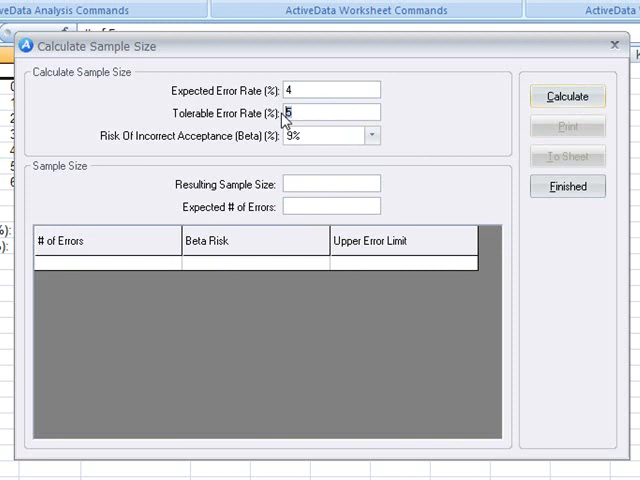 veData Analysis Commands
ActiveData Worksheet Commands
ActiveData
Calculate Sample Size
Calculate Sample Size
Expected Error Rate (%): 4
Tolerable Error Rate (%): 5
Risk Of Incorrect Acceptance (Beta) (%): 9%
Calculate
Print
To Sheet
Finished
Sample Size
Resulting Sample Size:
Expected # of Errors:
# of Errors Beta Risk Upper Error Limit
%):
):